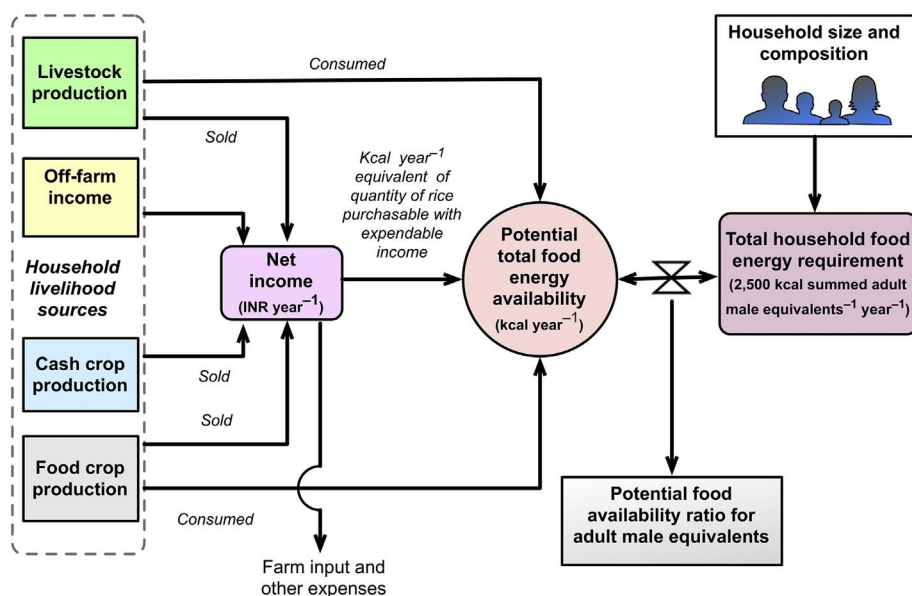 Livestock
production
Off-farm
income
Household
livelihood
sources
Cash crop
production
Food crop
production
Consumed
Sold
Sold
Sold
Consumed
Net
income
(INR year⁻¹)
Farm input and
other expenses
Kcal year⁻¹
equivalent of
quantity of rice
purchasable with
expendable
income
Potential
total food
energy
availability
(kcal year⁻¹)
Household size and
composition
Total household food
energy requirement
(2,500 kcal summed adult
male equivalents⁻¹ year⁻¹)
Potential food
availability ratio for
adult male equivalents